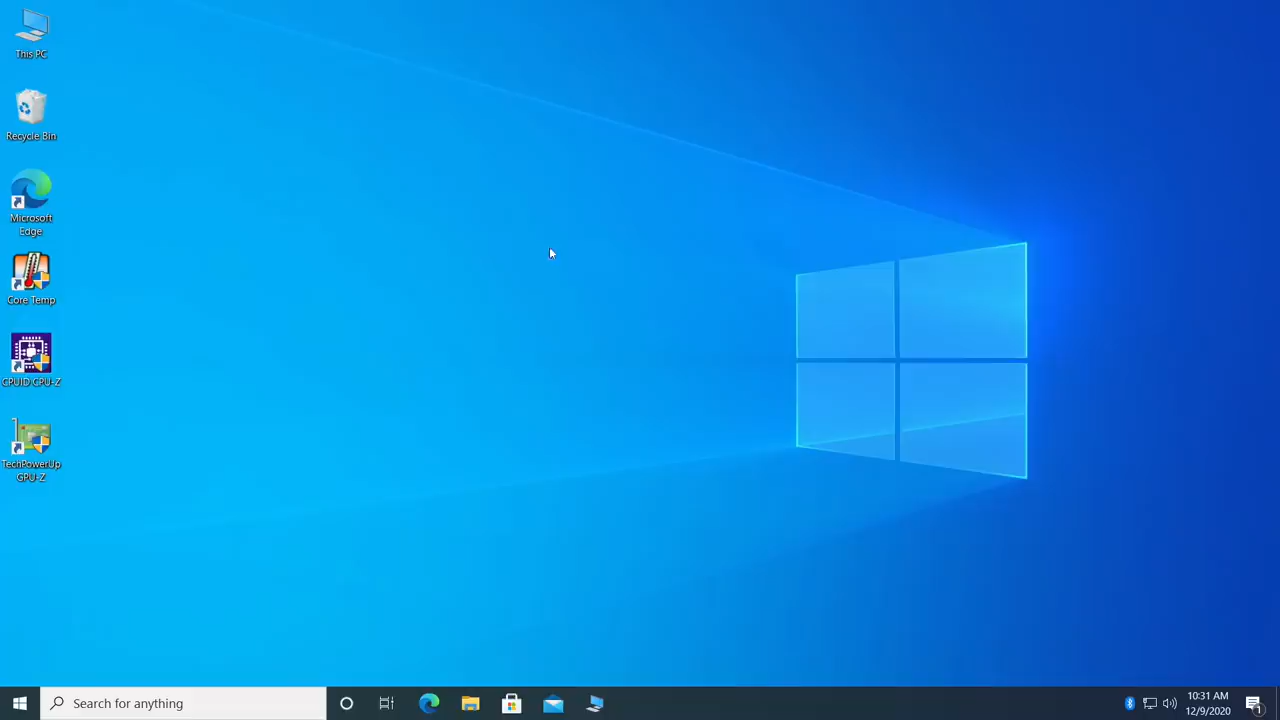 This PC
Recycle Bin
Microsoft
Edge
Core Temp
CPUID CPU-Z
TechPowerUp
GPU-Z
Search for anything
10:31 AM
12/9/2020
1